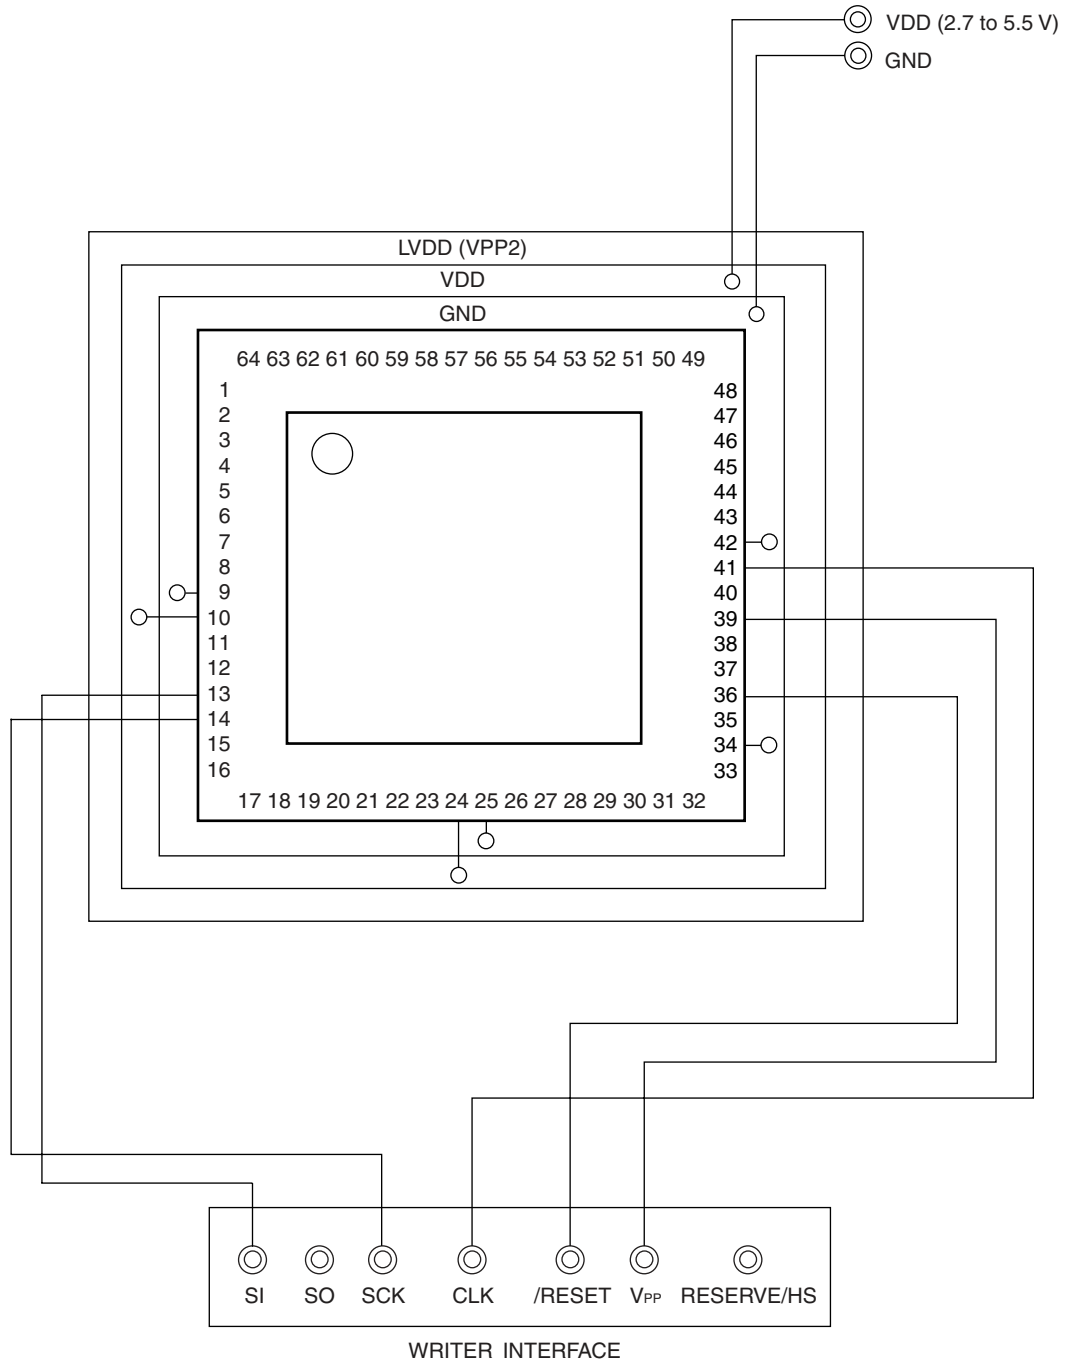 VDD (2.7 to 5.5 V)
GND
LVDD (VPP2)
VDD
GND
64 63 62 61 60 59 58 57 56 55 54 53 52 51 50 49
1 48
2 47
3 46
4 45
5 44
6 43
7 42
8 41
9 40
10 39
11 38
12 37
13 36
14 35
15 34
16 33
17 18 19 20 21 22 23 24 25 26 27 28 29 30 31 32
SI SO SCK CLK /RESET VPP RESERVE/HS
WRITER INTERFACE